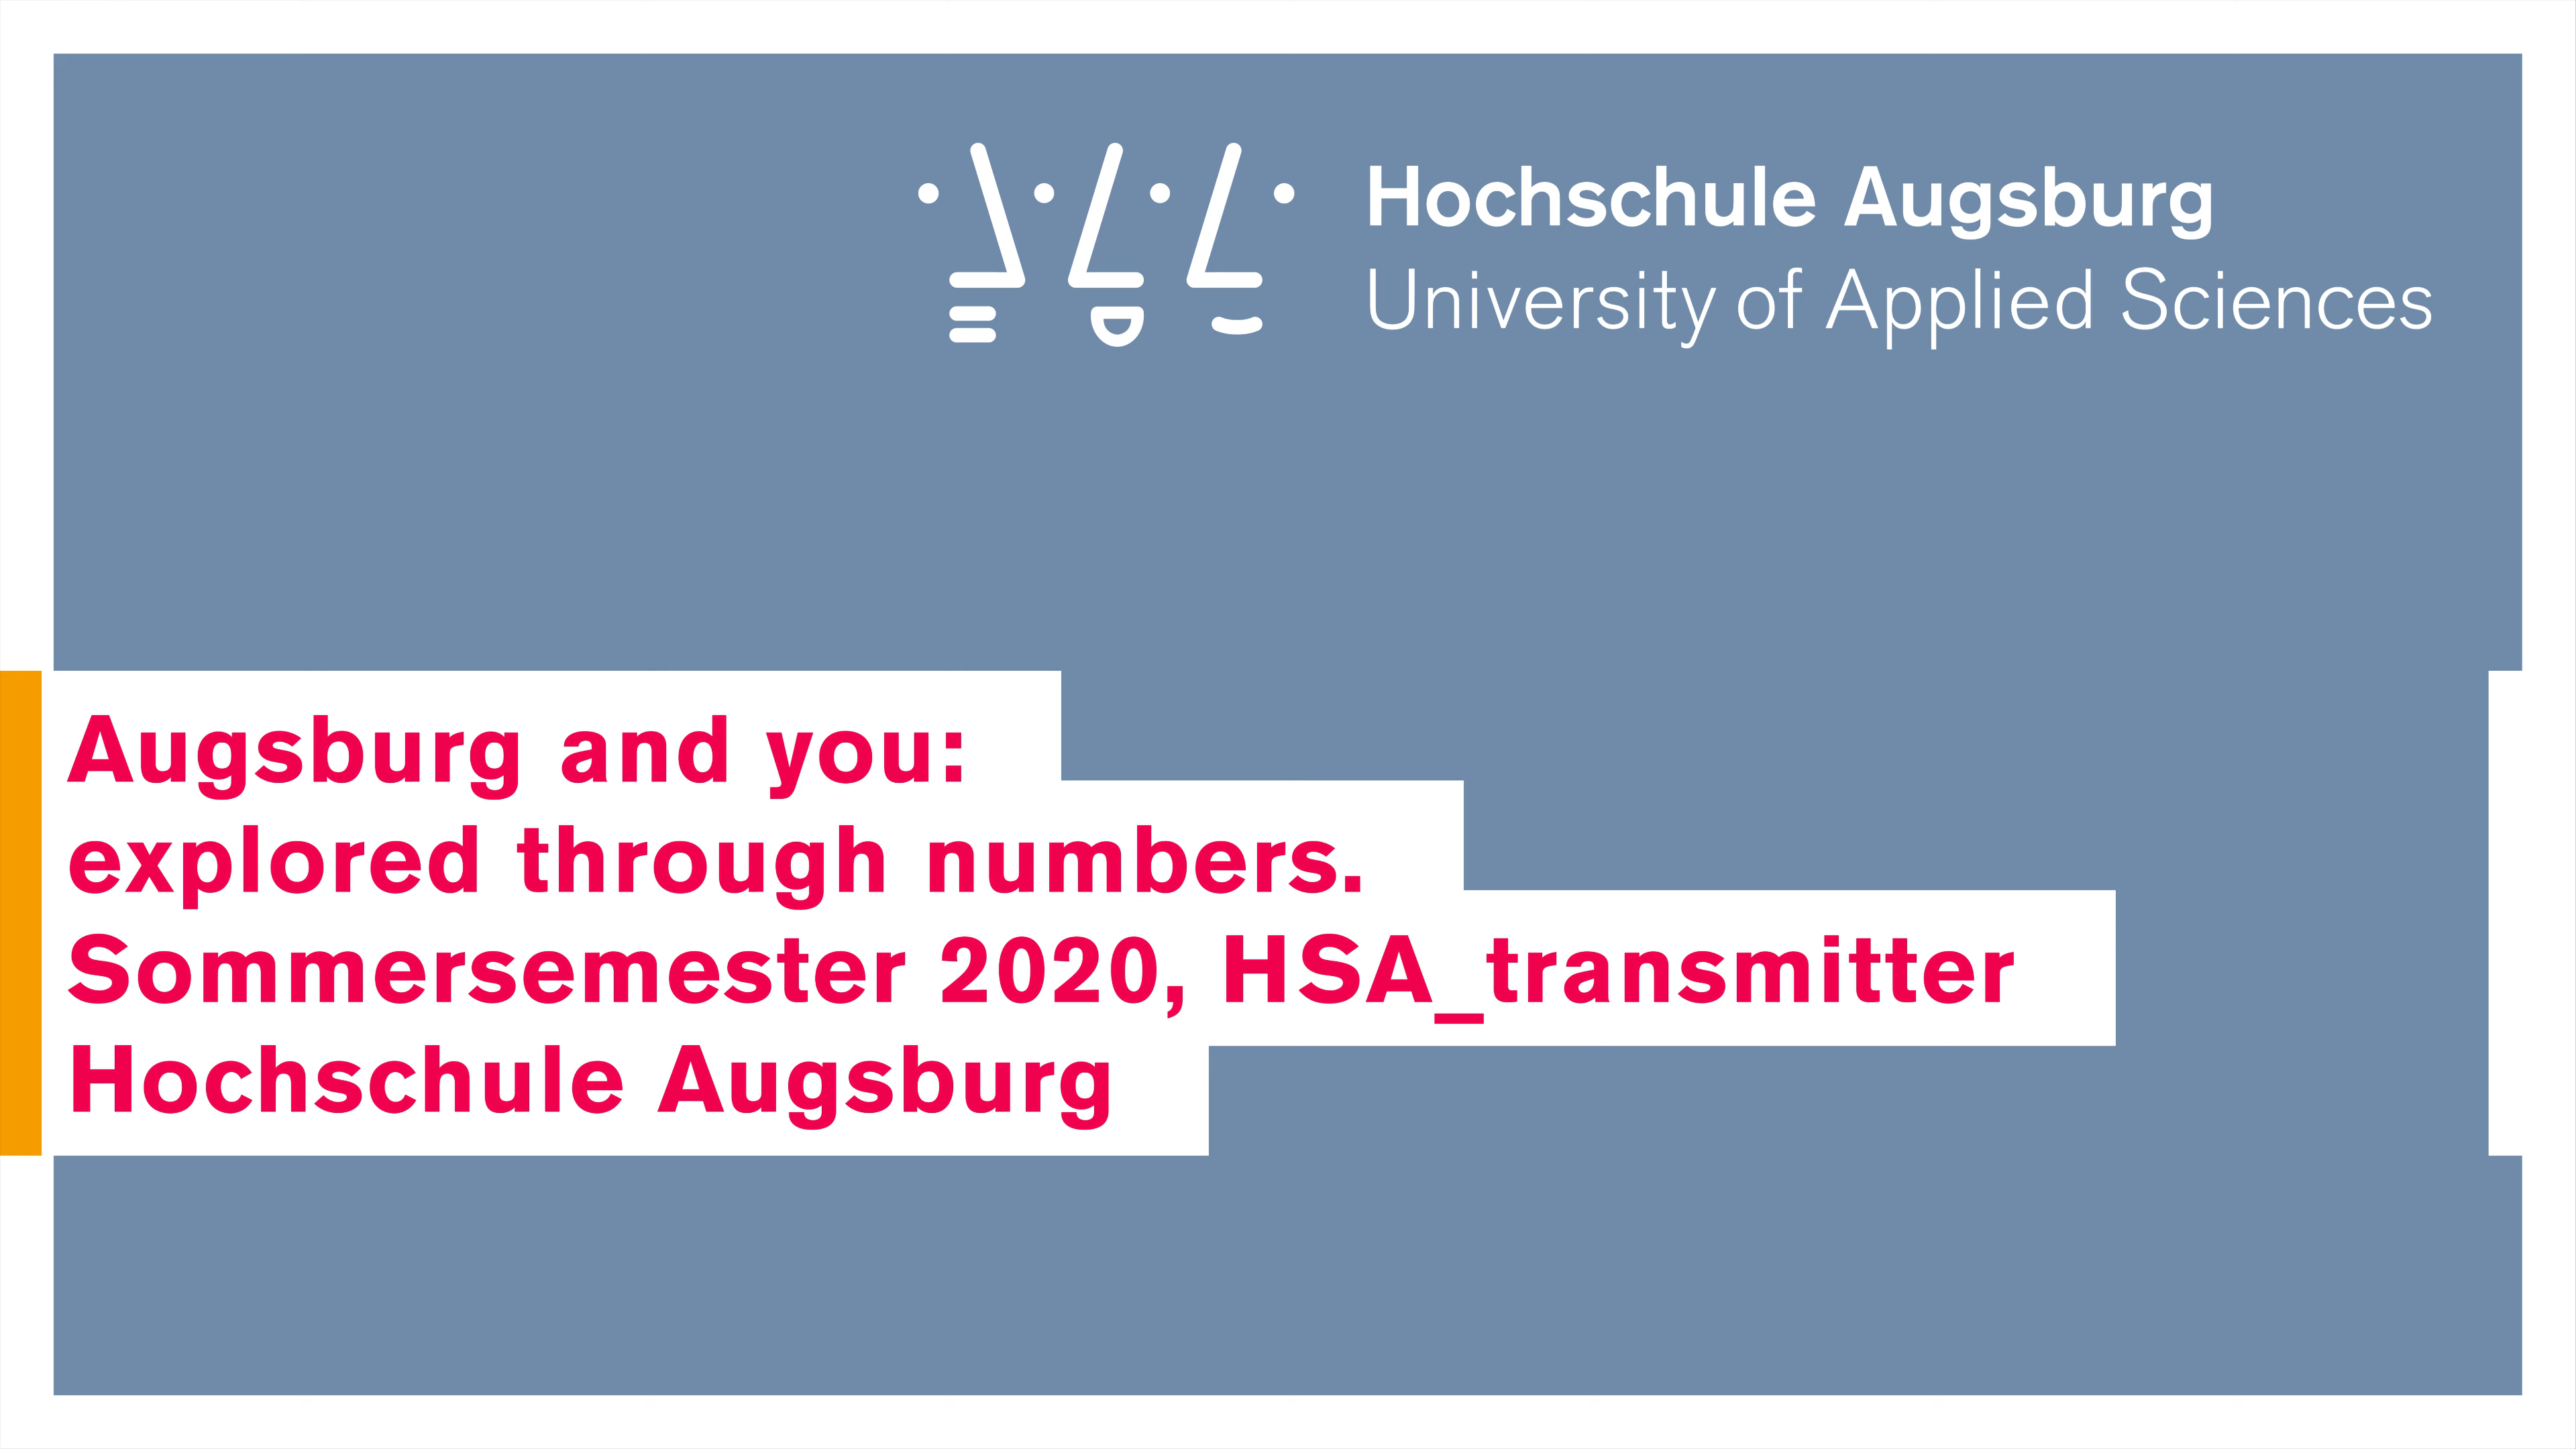 Hochschule Augsburg
University of Applied Sciences
Augsburg and you:
explored through numbers.
Sommersemester 2020, HSA_transmitter
Hochschule Augsburg